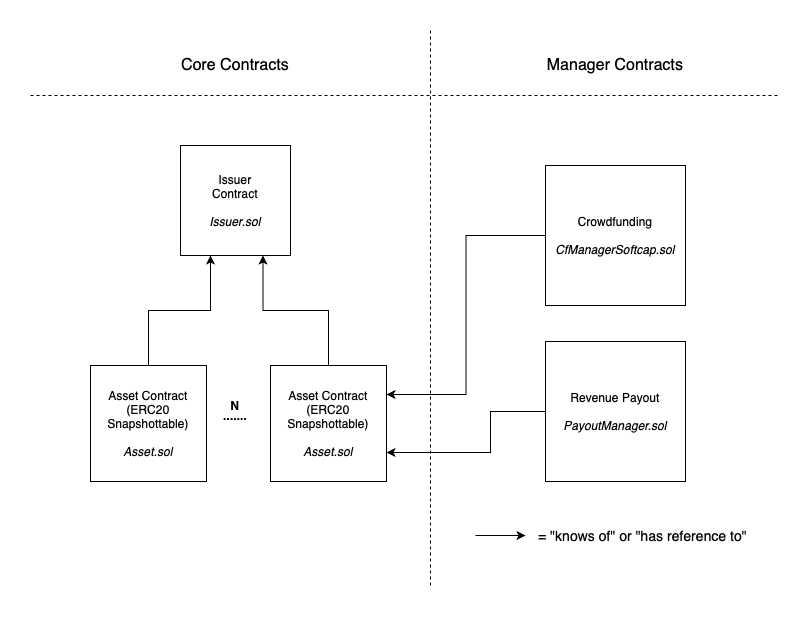 Core Contracts
Manager Contracts
Issuer
Contract
Issuer.sol
Crowdfunding
CfManagerSoftcap.sol
Asset Contract
(ERC20
Snapshottable)
Asset.sol
N
.......
Asset Contract
(ERC20
Snapshottable)
Asset.sol
Revenue Payout
PayoutManager.sol
= "knows of" or "has reference to"